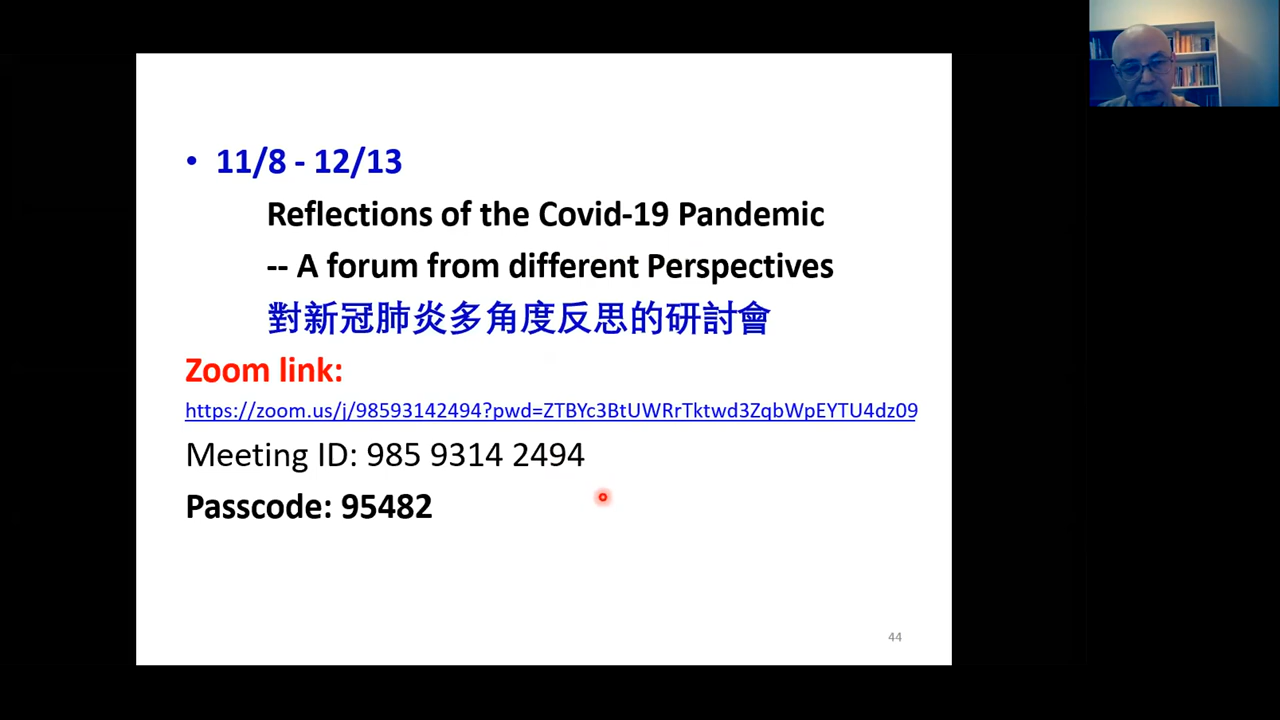 • 11/8 - 12/13
Reflections of the Covid-19 Pandemic
-- A forum from different Perspectives
對新冠肺炎多角度反思的研討會
Zoom link:
https://zoom.us/j/98593142494?pwd=ZTBYc3BtUWRrTktwd3ZqbWpEYTU4dz09
Meeting ID: 985 9314 2494
Passcode: 95482
44